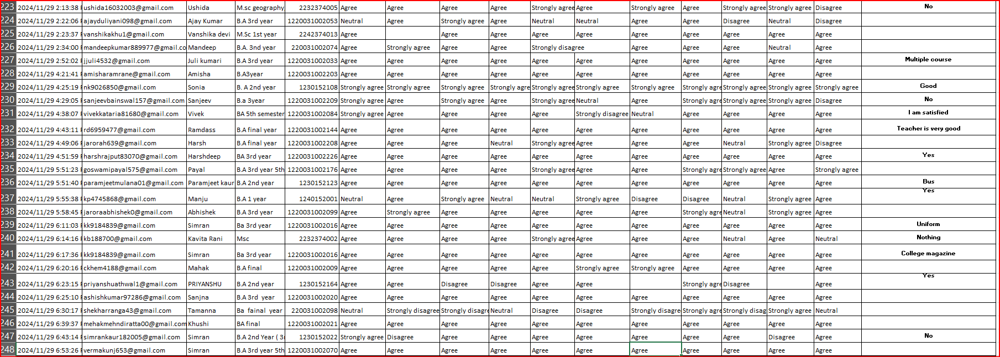 223 2024/11/29 2:13:38 ushida16032003@gmail.com Ushida M.sc geography, 2232374005 Agree Agree Agree Agree Strongly agree Agree Strongly agree Agree Strongly agree Strongly agree Disagree No
224 2024/11/29 2:22:06 ajayduliyani098@gmail.com Ajay Kumar B.A 3rd year 1220031002053 Neutral Agree Strongly agree Agree Neutral Neutral Agree Agree Disagree Neutral Disagree
225 2024/11/29 2:23:37 vanshikakhu1@gmail.com Vanshika devi M.Sc 1st year 2242374013 Agree Agree Agree Agree Agree Agree Agree Agree Agree Agree
226 2024/11/29 2:34:00 mandeepkumar889977@gmail.co Mandeep B.A. 3nd year 220031002074 Agree Strongly agree Agree Agree Strongly disagree Agree Agree Agree Neutral Agree
227 2024/11/29 2:52:02 jjuli4532@gmail.com Juli kumari B.A 3rd year 1220031002033 Agree Agree Agree Agree Agree Agree Agree Agree Agree Agree Agree Multiple course
228 2024/11/29 4:21:41 amisharamrane@gmail.com Amisha B.A3year 1220031002203 Agree Agree Agree Agree Agree Agree Agree Agree Agree Agree Agree
229 2024/11/29 4:25:19 nk9026850@gmail.com Sonia B. A 2nd year 1230152108 Strongly agree Strongly agree Strongly agree Strongly agre Strongly agree Strongly agree Strongly agree Strongly agre Strongly agree Strongly agree Strongly agree Good
230 2024/11/29 4:29:05 sanjeevbainswal157@gmail.com Sanjeev B.a 3year 1220031002209 Strongly agree Agree Strongly agree Agree Strongly agree Neutral Agree Strongly agre Strongly agree Strongly agree Disagree No
231 2024/11/29 4:38:07 vivekkataria81680@gmail.com Vivek BA 5th semester 1220031002084 Strongly agree Agree Agree Agree Agree Strongly disagree Neutral Agree Agree Agree Agree I am satisfied
232 2024/11/29 4:43:11 rd6959477@gmail.com Ramdass B.A final year 1220031002144 Agree Agree Agree Agree Agree Agree Agree Agree Agree Agree Agree Teacher is very good
233 2024/11/29 4:49:06 jarorah639@gmail.com Harsh B.A final year 1220031002208 Agree Agree Agree Neutral Strongly agree Agree Agree Agree Neutral Strongly agree Disagree
234 2024/11/29 4:51:59 harshrajput83070@gmail.com Harshdeep BA 3rd year 1220031002226 Agree Agree Agree Agree Agree Agree Agree Agree Agree Agree Agree Yes
235 2024/11/29 5:51:23 goswamipayal575@gmail.com Payal B.A 3rd year 5th 1220031002176 Agree Agree Agree Agree Strongly agree Agree Agree Strongly agre Strongly agree Agree Strongly agree
236 2024/11/29 5:51:40 paramjeetmulana01@gmail.com Paramjeet kaur B.A 2nd year 1230152123 Agree Agree Agree Agree Agree Agree Agree Agree Agree Agree Agree Bus
237 2024/11/29 5:55:38 kp4745868@gmail.com Manju B.A 1 year 1240152001 Neutral Agree Strongly agree Neutral Neutral Strongly agree Disagree Disagree Neutral Strongly agree Agree Yes
238 2024/11/29 5:58:45 jaroraabhishek0@gmail.com Abhishek B.A 3rd year 1220031002099 Agree Strongly agree Agree Agree Agree Agree Agree Strongly agre Neutral Strongly agree Agree
239 2024/11/29 6:11:03 kk9184839@gmail.com Simran Ba 3rd year 1220031002016 Agree Agree Agree Agree Agree Agree Agree Agree Agree Agree Agree Uniform
240 2024/11/29 6:14:16 kb188700@gmail.com Kavita Rani Msc 2232374002 Agree Agree Agree Agree Strongly agree Agree Agree Agree Neutral Agree Neutral Nothing
241 2024/11/29 6:17:36 kk9184839@gmail.com Simran Ba 3rd year 1220031002016 Agree Agree Agree Agree Agree Agree Agree Agree Agree Agree Agree College magazine
242 2024/11/29 6:20:16 ckhem4188@gmail.com Mahak B.A final 1220031002009 Agree Agree Agree Agree Agree Strongly agree Strongly agree Agree Agree Agree Agree
243 2024/11/29 6:23:15 priyanshuathwal1@gmail.com PRIYANSHU B.A 2nd year 1230152164 Agree Agree Disagree Disagree Agree Agree Strongly agre Disagree Agree Yes
244 2024/11/29 6:25:10 ashishkumar97286@gmail.com Sanjna B.A 3rd year 1220031002020 Agree Agree Agree Agree Agree Agree Agree Agree Agree Agree Agree
245 2024/11/29 6:30:17 shekharranga43@gmail.com Tamanna Ba fainal year 220031002098 Neutral Strongly disagree Strongly disagr Neutral Disagree Disagree Strongly disagre Strongly agre Strongly disag Strongly agree Neutral
246 2024/11/29 6:39:37 mehakmehndiratta00@gmail.com Khushi BA final 1220031002021 Agree Agree Agree Agree Agree Agree Agree Agree Agree Agree Agree
247 2024/11/29 6:43:14 simrankaur182005@gmail.com Simran B.A 2nd Year ( 3r 1230152022 Strongly agree Disagree Agree Agree Agree Agree Agree Agree Agree Disagree Agree No
248 2024/11/29 6:53:26 vermakunj653@gmail.com Simran B.A 3rd year 5th 1220031002070 Agree Agree Agree Agree Agree Agree Agree Agree Agree Agree Agree